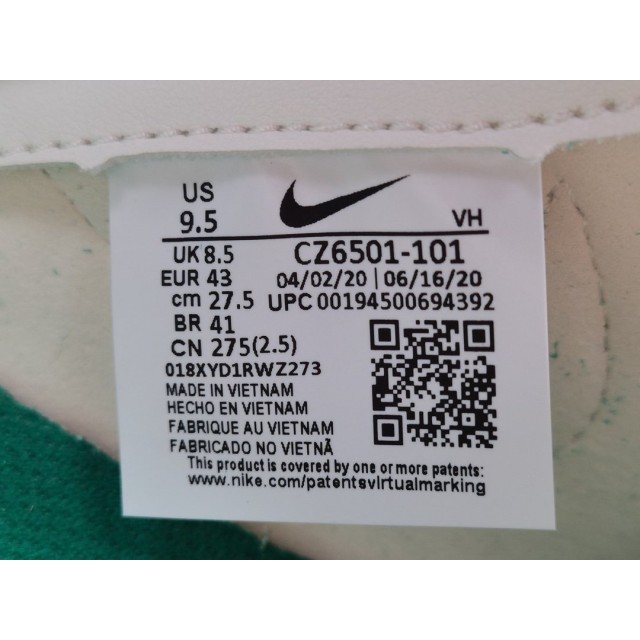 US
9.5
VH
UK 8.5
CZ6501-101
EUR 43
04/02/20 | 06/16/20
cm 27.5
UPC 00194500694392
BR 41
CN 275(2.5)
018XYD1RWZ273
MADE IN VIETNAM
HECHO EN VIETNAM
FABRIQUE AU VIETNAM
FABRICADO NO VIETNÃ
This product is covered by one or more patents:
www.nike.com/patentsvirtualmarking